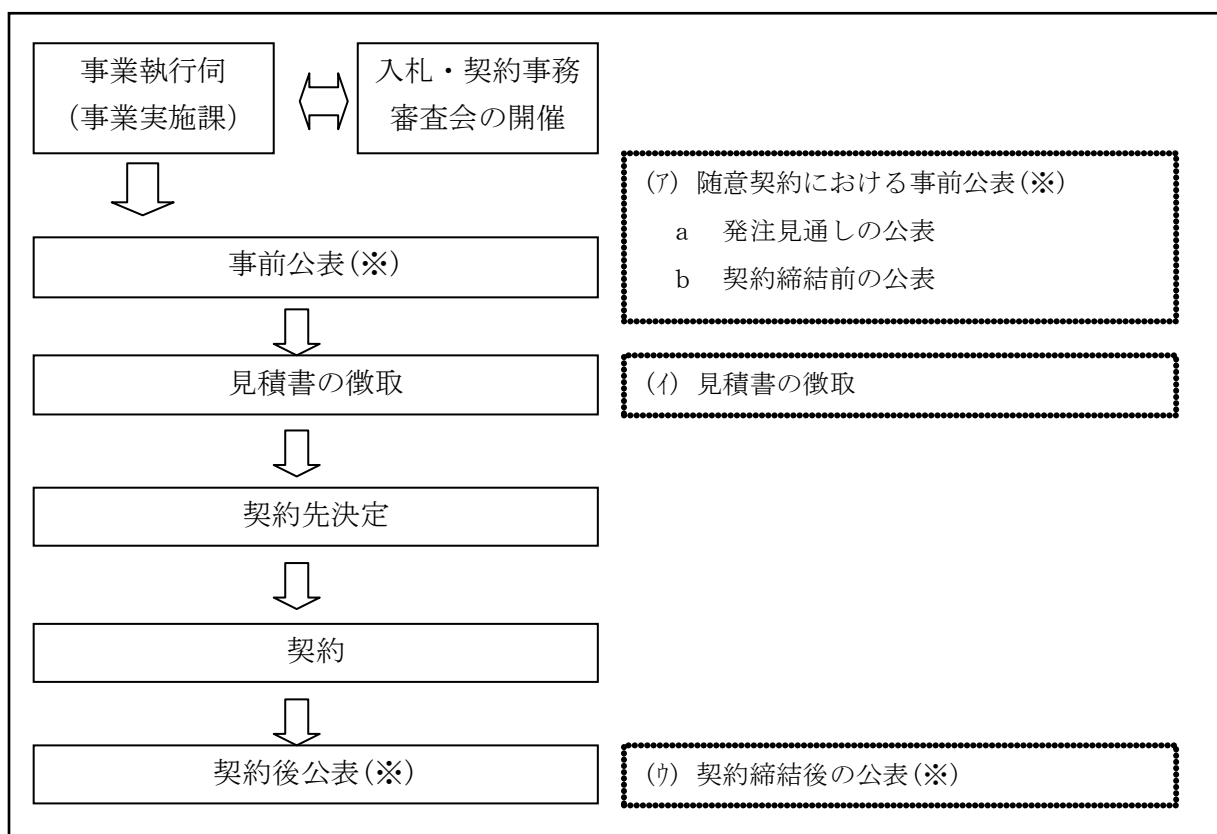 事業執行伺
(事業実施課)
入札・契約事務
審査会の開催
(ｱ) 随意契約における事前公表(※)
a 発注見通しの公表
b 契約締結前の公表
事前公表(※)
見積書の徴取
(ｲ) 見積書の徴取
契約先決定
契約
契約後公表(※)
(ｳ) 契約締結後の公表(※)